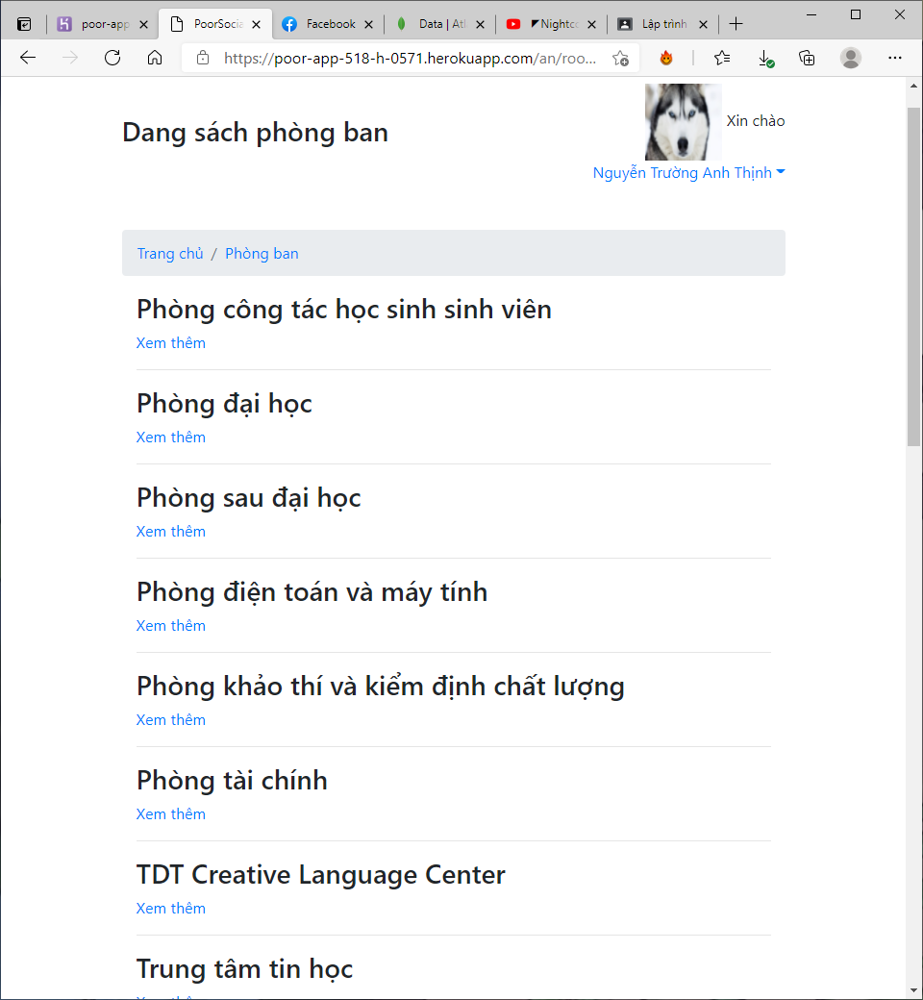 poor-app
PoorSocia
Facebook
Data | Atl
Nightco
Lập trình
https://poor-app-518-h-0571.herokuapp.com/an/roo...
Dang sách phòng ban
Xin chào
Nguyễn Trường Anh Thịnh
Trang chủ / Phòng ban
Phòng công tác học sinh sinh viên
Xem thêm
Phòng đại học
Xem thêm
Phòng sau đại học
Xem thêm
Phòng điện toán và máy tính
Xem thêm
Phòng khảo thí và kiểm định chất lượng
Xem thêm
Phòng tài chính
Xem thêm
TDT Creative Language Center
Xem thêm
Trung tâm tin học
Xem thêm